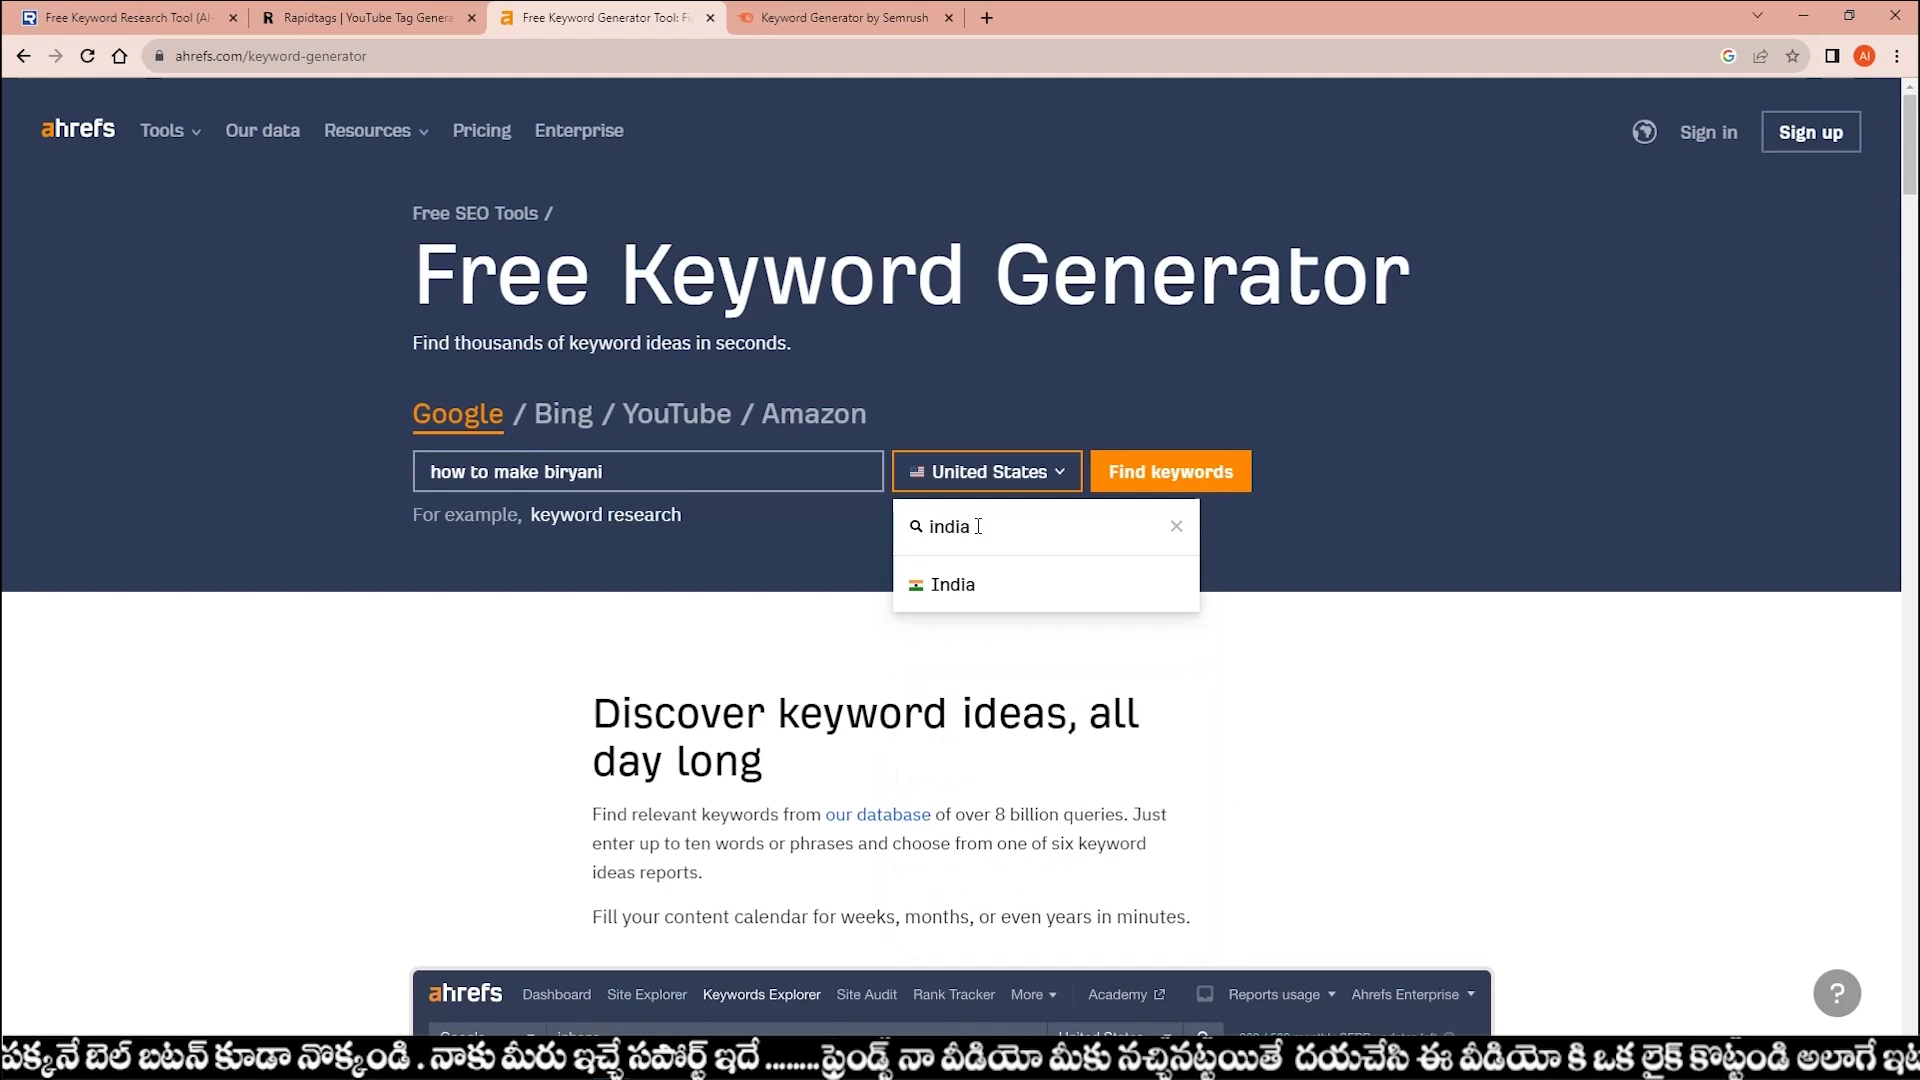 Free Keyword Research Tool (AI- Rapidtags | YouTube Tag Genera Free Keyword Generator Tool: Fi Keyword Generator by Semrush
ahrefs.com/keyword-generator AI
ahrefs Tools Our data Resources Pricing Enterprise Sign in Sign up
Free SEO Tools /
Free Keyword Generator
Find thousands of keyword ideas in seconds.
Google / Bing / YouTube / Amazon
how to make biryani United States Find keywords
For example, keyword research
india
India
Discover keyword ideas, all
day long
Find relevant keywords from our database of over 8 billion queries. Just
enter up to ten words or phrases and choose from one of six keyword
ideas reports.
Fill your content calendar for weeks, months, or even years in minutes.
ahrefs Dashboard Site Explorer Keywords Explorer Site Audit Rank Tracker More Academy Reports usage Ahrefs Enterprise
పక్కనే బెల్ బటన్ కూడా నొక్కండి . నాకు మీరు ఇచ్చే సపోర్ట్ ఇదే ........ఫ్రెండ్స్ నా వీడియో మీకు నచ్చినట్టయితే దయచేసి ఈ వీడియో కి ఒక లైక్ కొట్టండి అలాగే